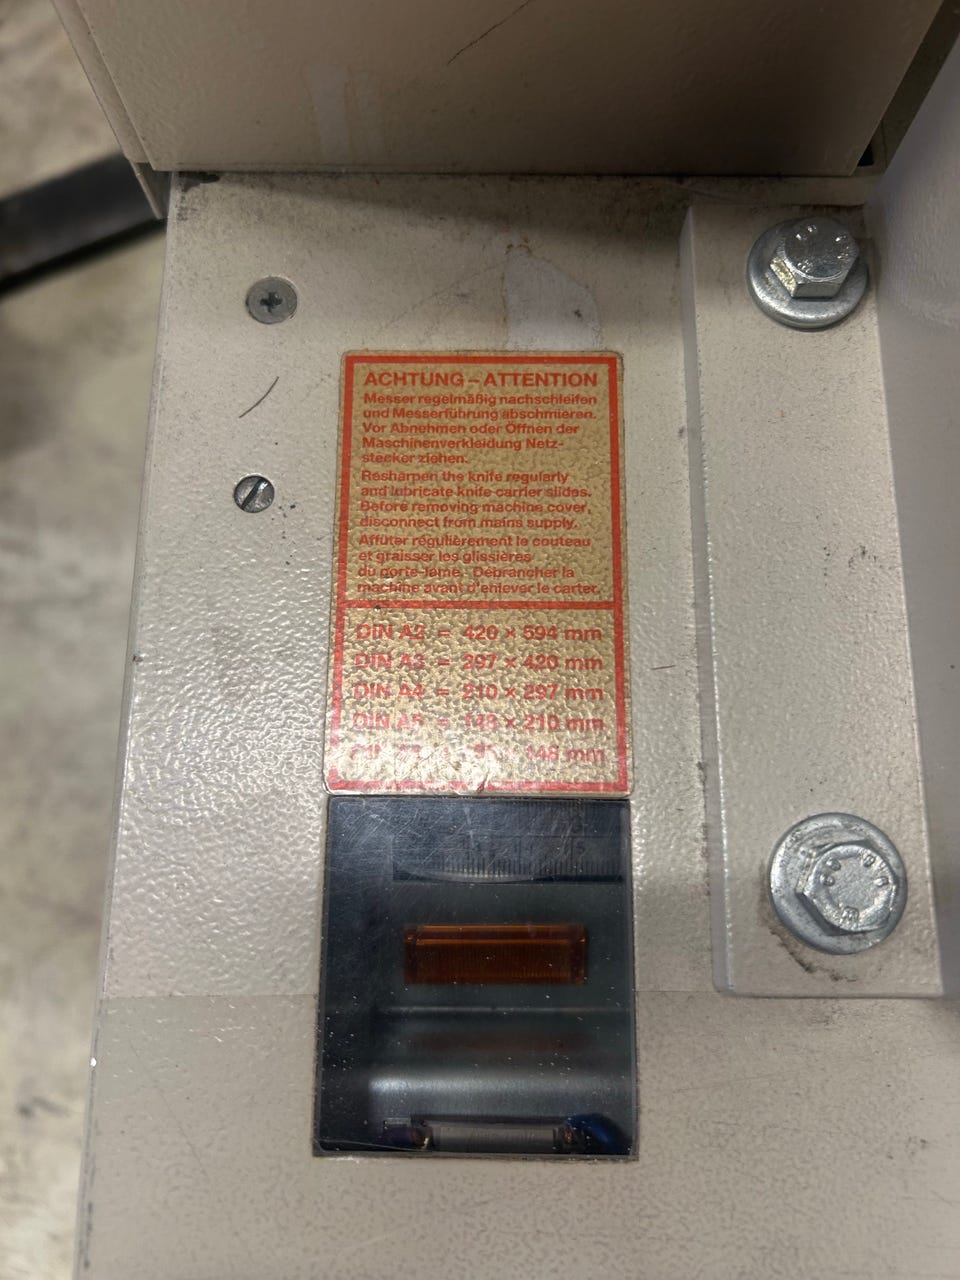 ACHTUNG – ATTENTION
Messer regelmäßig nachschleifen
und Messerführung abschmieren.
Vor Abnehmen oder Öffnen der
Maschinenverkleidung Netz-
stecker ziehen.
Resharpen the knife regularly
and lubricate knife carrier slides.
Before removing machine cover,
disconnect from mains supply.
Affûter régulièrement le couteau
et graisser les glissières
du porte-lame. Débrancher la
machine avant d'enlever le carter.
DIN A2 = 420 × 594 mm
DIN A3 = 297 × 420 mm
DIN A4 = 210 × 297 mm
DIN A5 = 148 × 210 mm
148 mm